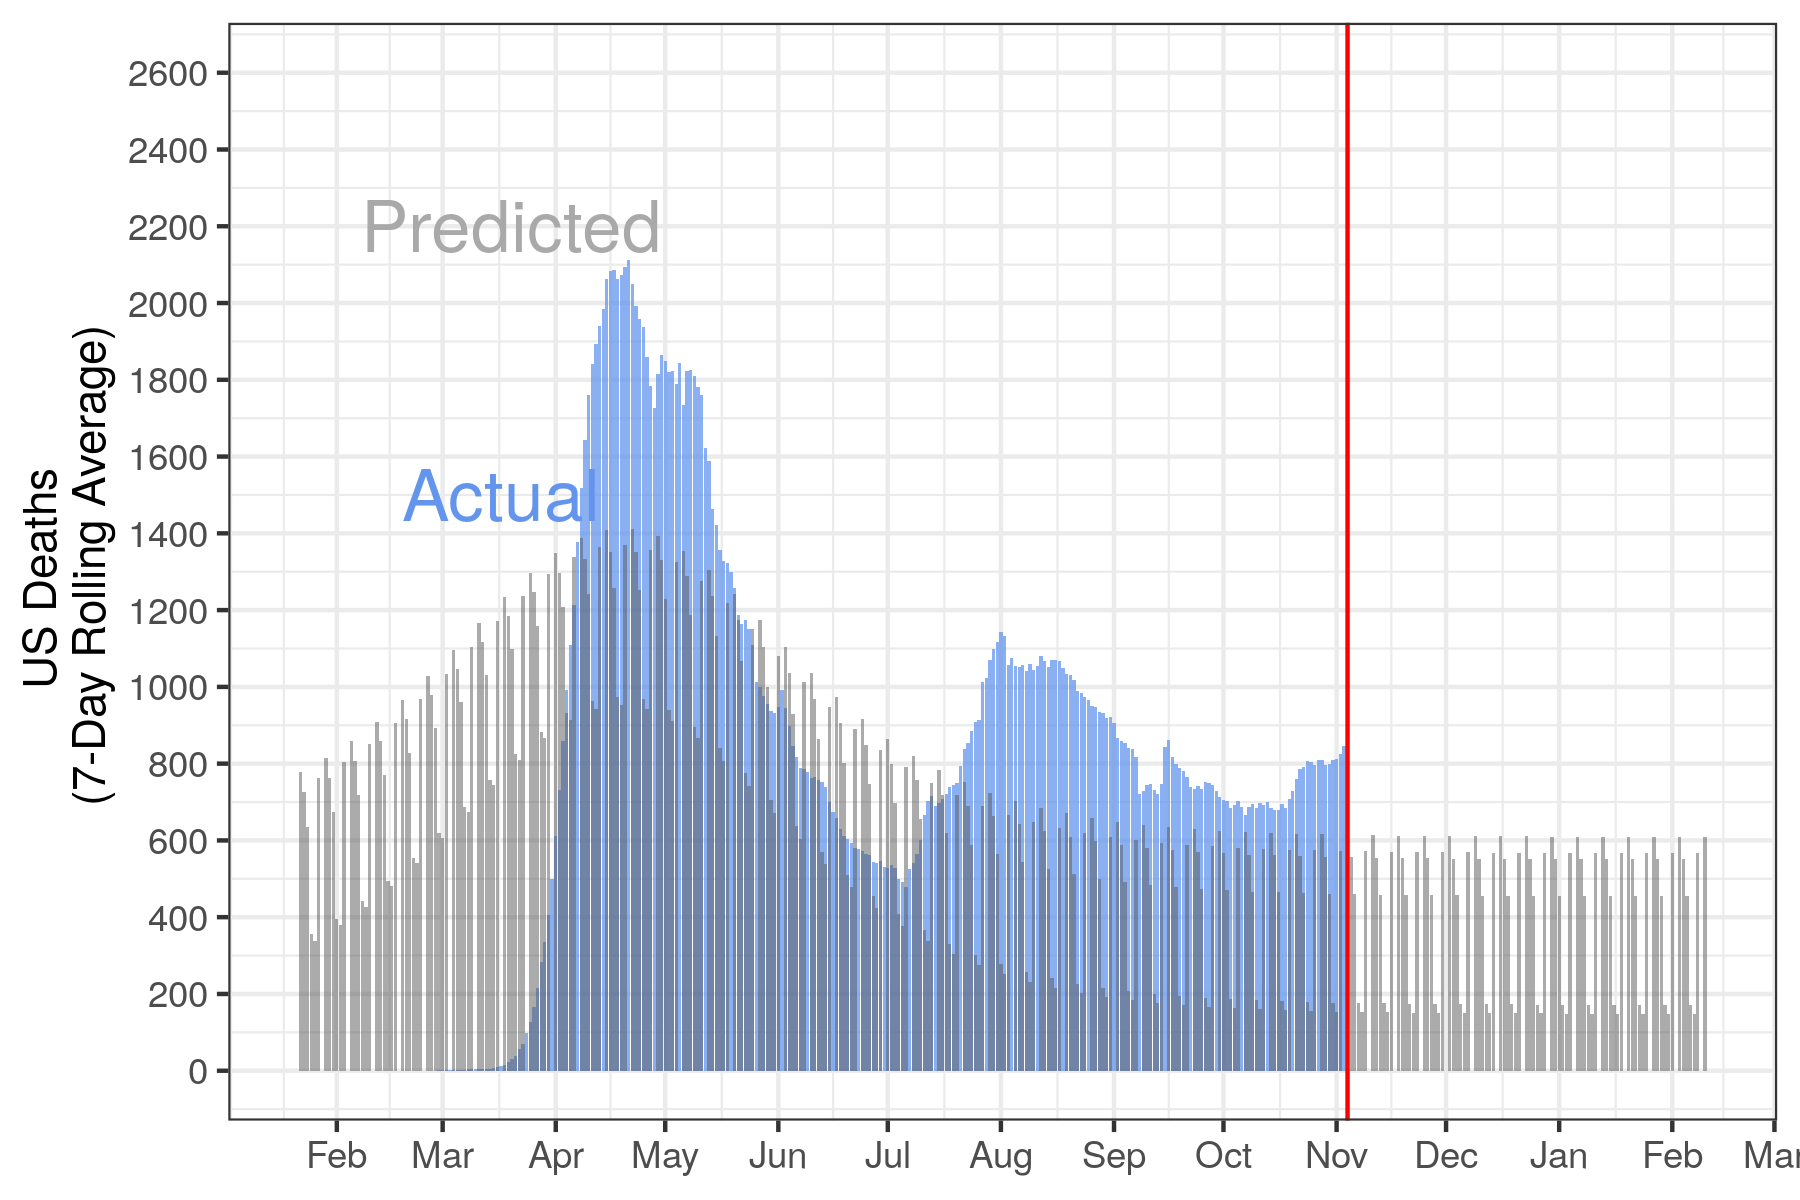 2600
2400
2200
2000
1800
1600
1400
1200
1000
800
600
400
200
0
US Deaths
(7-Day Rolling Average)
Predicted
Actual
Feb Mar Apr May Jun Jul Aug Sep Oct Nov Dec Jan Feb Mar